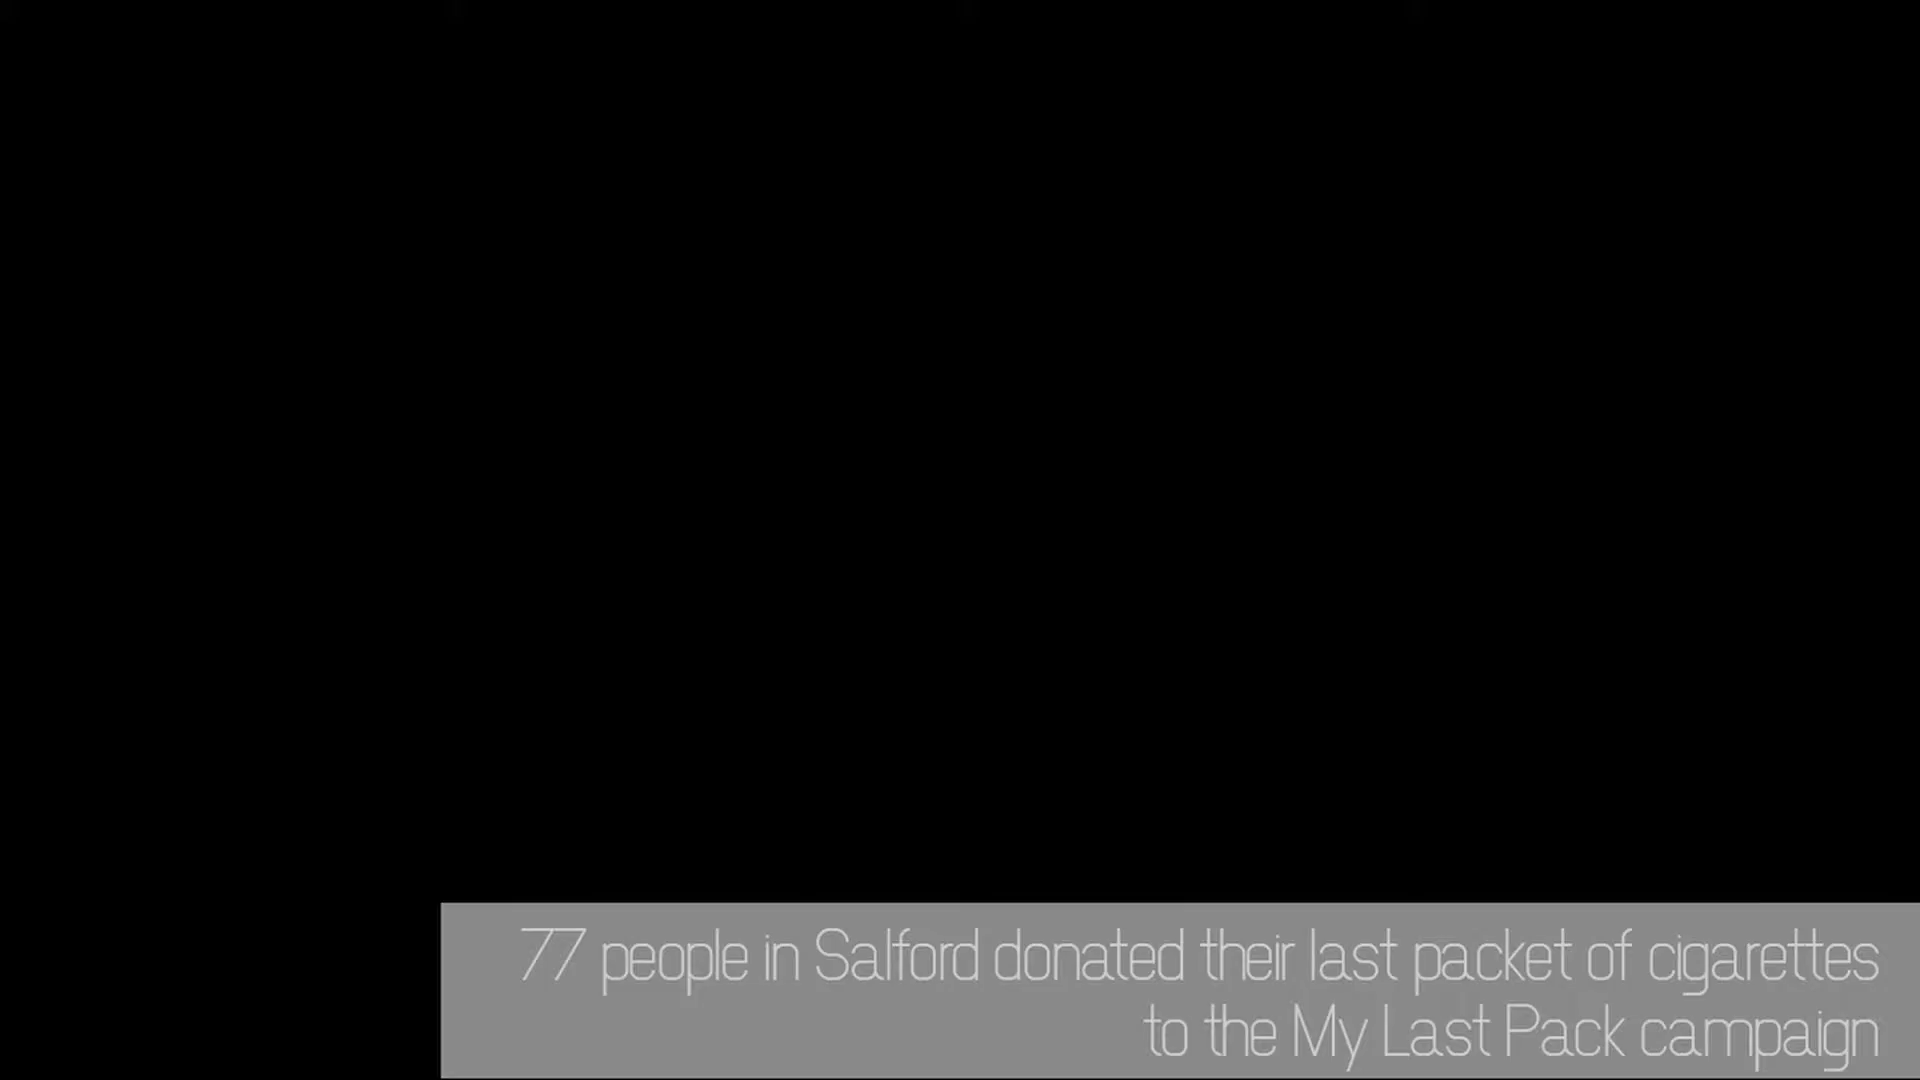 77 people in Salford donated their last packet of cigarettes
to the My Last Pack campaign